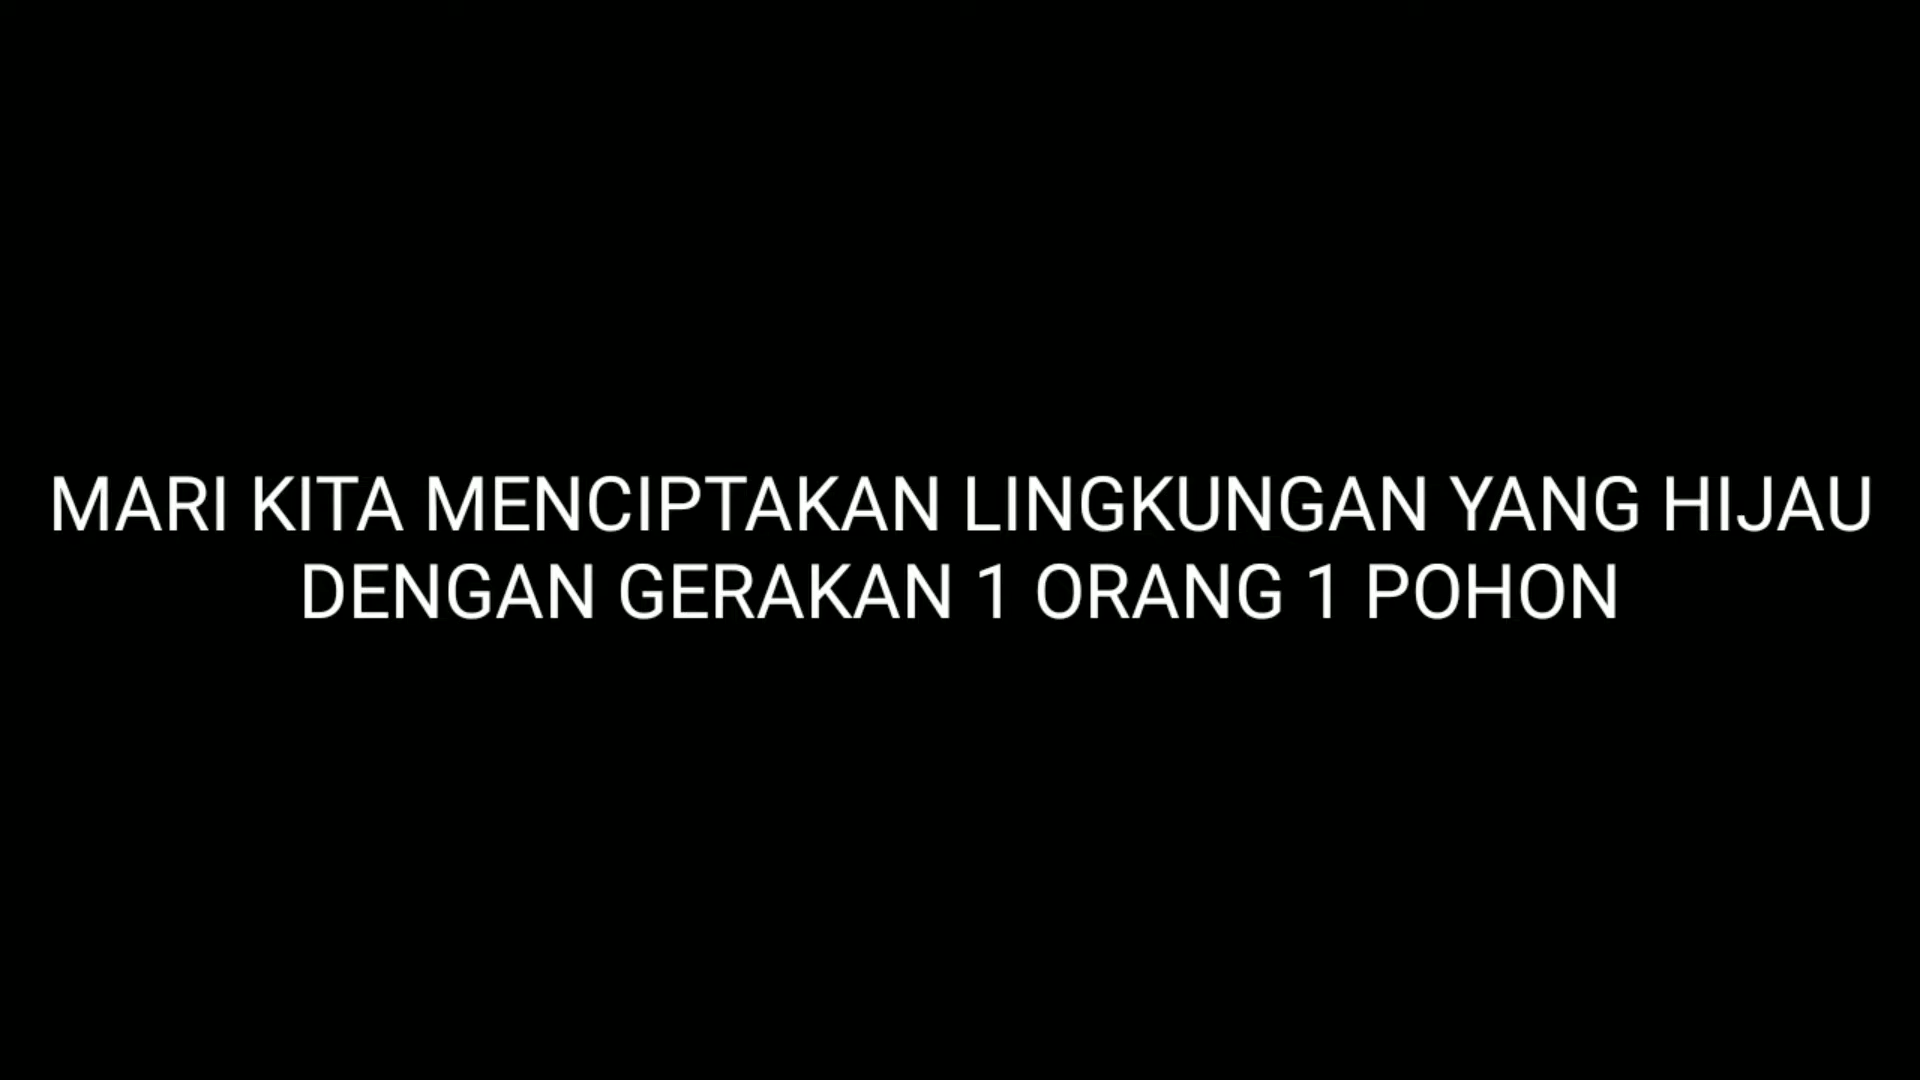 MARI KITA MENCIPTAKAN LINGKUNGAN YANG HIJAU
DENGAN GERAKAN 1 ORANG 1 POHON